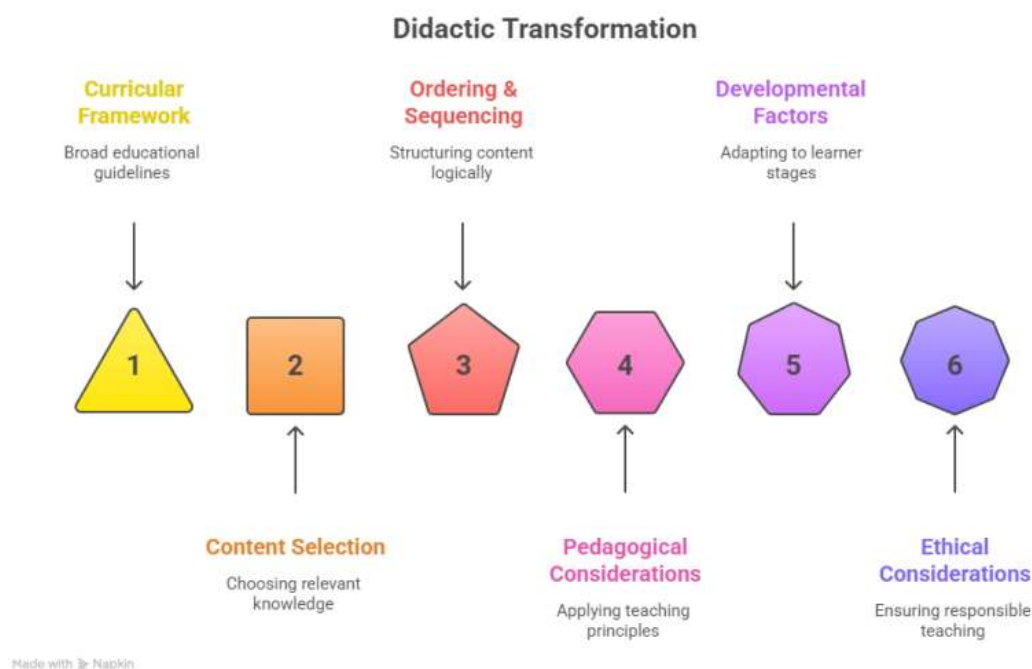 Didactic Transformation
Curricular
Framework
Broad educational
guidelines
Ordering &
Sequencing
Structuring content
logically
Developmental
Factors
Adapting to learner
stages
1
2
3
4
5
6
Content Selection
Choosing relevant
knowledge
Pedagogical
Considerations
Applying teaching
principles
Ethical
Considerations
Ensuring responsible
teaching
Made with Napkin